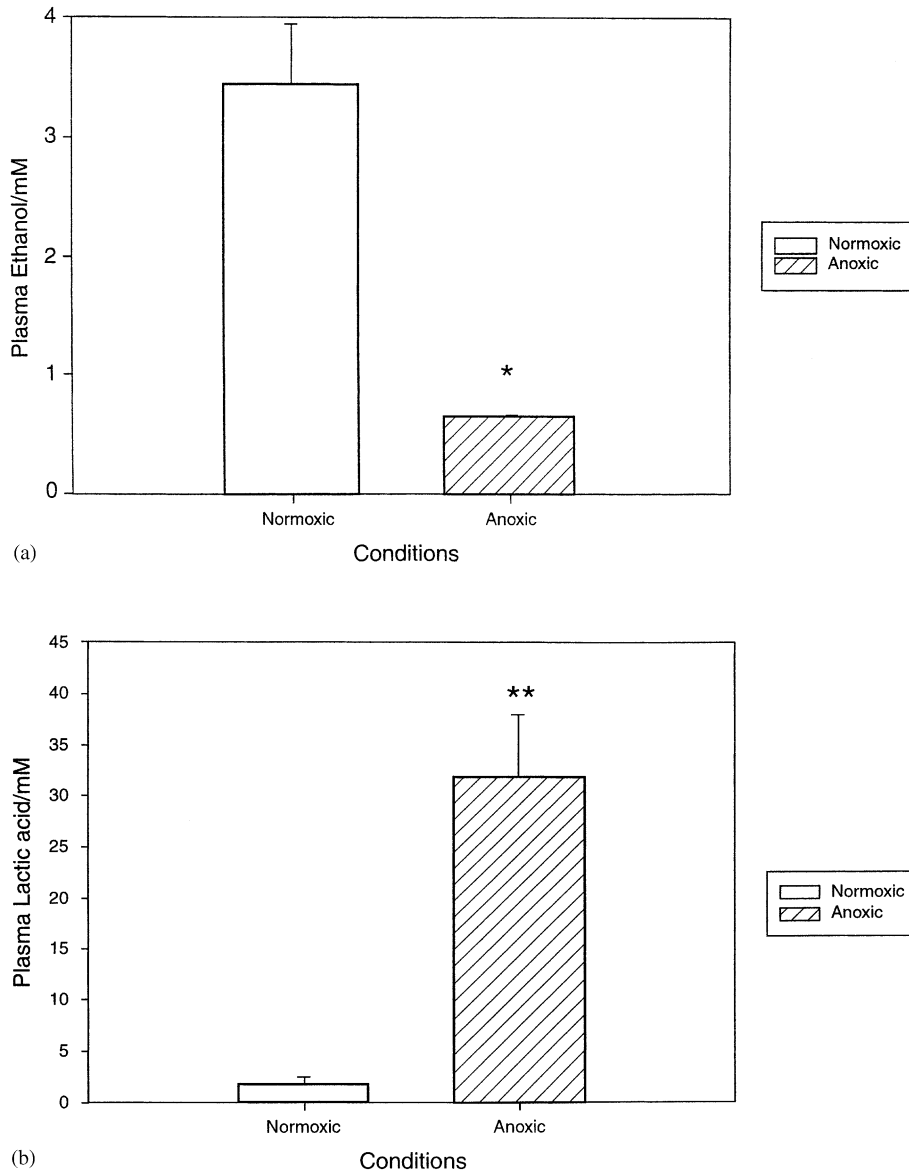 4
3
2
1
0
Plasma Ethanol/mM
*
Normoxic
Anoxic
Conditions
Normoxic
Anoxic
(a)
45
40
35
30
25
20
15
10
5
0
Plasma Lactic acid/mM
**
Normoxic
Anoxic
Conditions
Normoxic
Anoxic
(b)